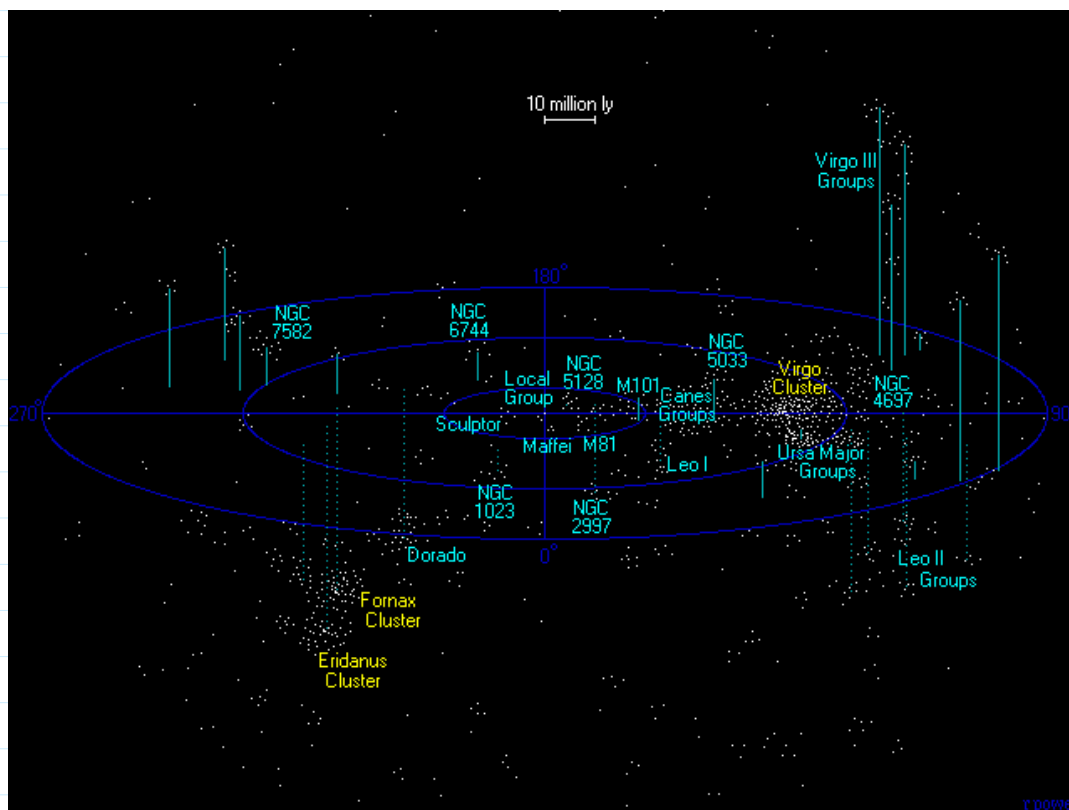 10 million ly
Virgo III
Groups
180°
NGC
7582
NGC
6744
NGC
5033
NGC
5128
Local
Group
M101
Canes
Groups
Virgo
Cluster
NGC
4697
270°
90
Sculptor
Maffei
M81
Leo I
Ursa Major
Groups
NGC
1023
NGC
2997
0°
Dorado
Leo II
Groups
Fornax
Cluster
Eridanus
Cluster